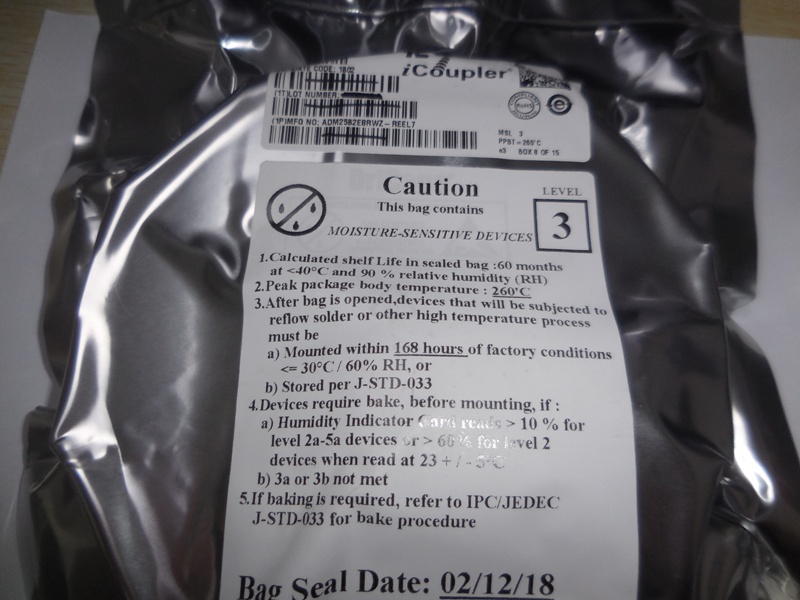 DATE CODE: 1802
iCoupler®
(1T)LOT NUMBER:
(1P)MFG NO: ADM2582EBRWZ-REEL7
MSL 3
PPBT=260°C
e3 BOX 8 OF 15
Caution
This bag contains
MOISTURE-SENSITIVE DEVICES
LEVEL
3
1.Calculated shelf Life in sealed bag :60 months
at <40°C and 90 % relative humidity (RH)
2.Peak package body temperature : 260°C
3.After bag is opened,devices that will be subjected to
reflow solder or other high temperature process
must be
a) Mounted within 168 hours of factory conditions
<= 30°C / 60% RH, or
b) Stored per J-STD-033
4.Devices require bake, before mounting, if :
a) Humidity Indicator Card reads > 10 % for
level 2a-5a devices or > 60% for level 2
devices when read at 23 + / - 5°C
b) 3a or 3b not met
5.If baking is required, refer to IPC/JEDEC
J-STD-033 for bake procedure
Bag Seal Date: 02/12/18